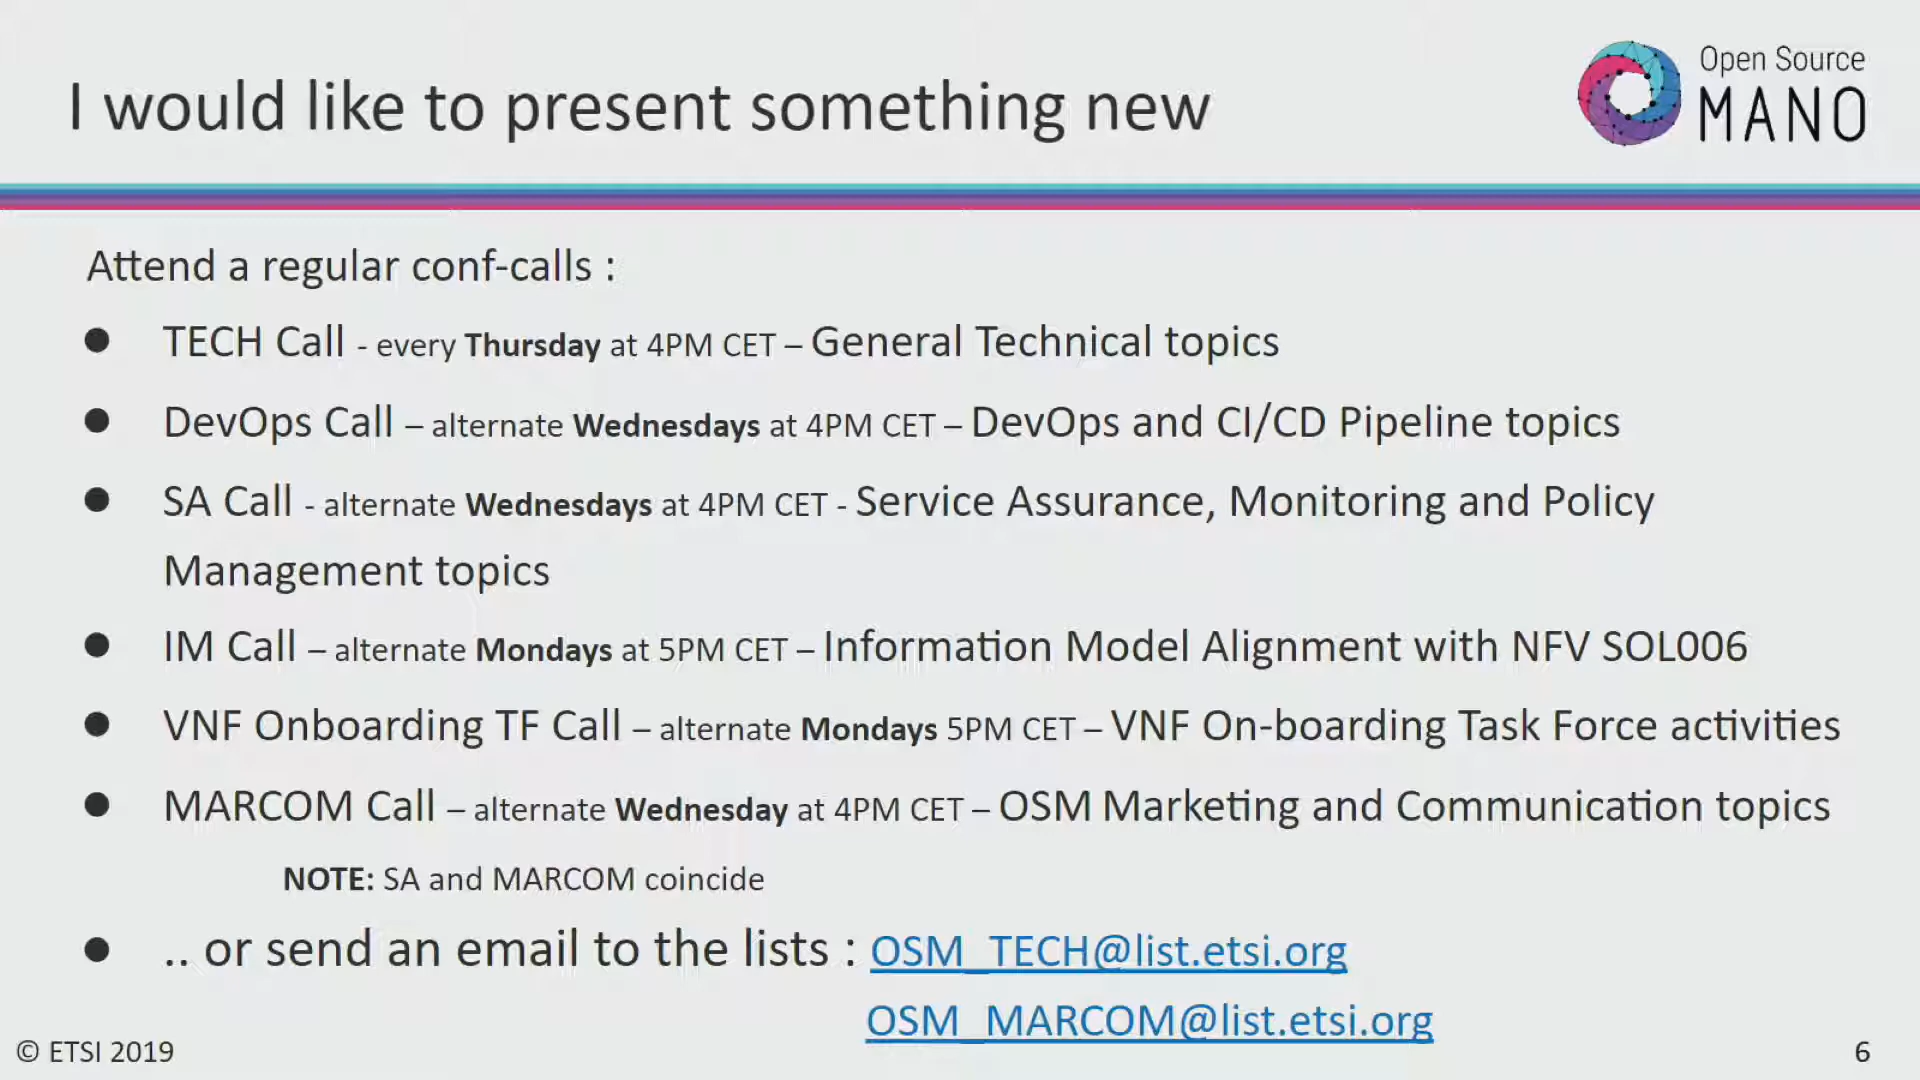 I would like to present something new
Open Source
MANO
Attend a regular conf-calls :
● TECH Call - every Thursday at 4PM CET – General Technical topics
● DevOps Call – alternate Wednesdays at 4PM CET – DevOps and CI/CD Pipeline topics
● SA Call - alternate Wednesdays at 4PM CET - Service Assurance, Monitoring and Policy
Management topics
● IM Call – alternate Mondays at 5PM CET – Information Model Alignment with NFV SOL006
● VNF Onboarding TF Call – alternate Mondays 5PM CET – VNF On-boarding Task Force activities
● MARCOM Call – alternate Wednesday at 4PM CET – OSM Marketing and Communication topics
NOTE: SA and MARCOM coincide
● .. or send an email to the lists : OSM_TECH@list.etsi.org
OSM_MARCOM@list.etsi.org
© ETSI 2019
6